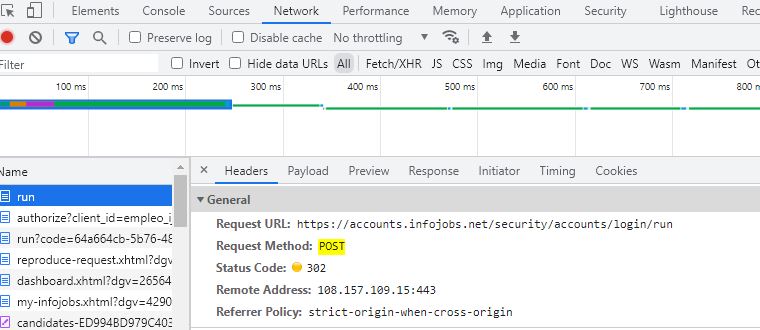 Elements Console Sources Network Performance Memory Application Security Lighthouse Recorder
Preserve log Disable cache No throttling
Filter Invert Hide data URLs All Fetch/XHR JS CSS Img Media Font Doc WS Wasm Manifest
100 ms 200 ms 300 ms 400 ms 500 ms 600 ms 700 ms
Name × Headers Payload Preview Response Initiator Timing Cookies
run
authorize?client_id=empleo_i
run?code=64a664cb-5b76-48
reproduce-request.xhtml?dgv
dashboard.xhtml?dgv=26564
my-infojobs.xhtml?dgv=4290
candidates-ED994BD979C403
General
Request URL: https://accounts.infojobs.net/security/accounts/login/run
Request Method: POST
Status Code: 302
Remote Address: 108.157.109.15:443
Referrer Policy: strict-origin-when-cross-origin